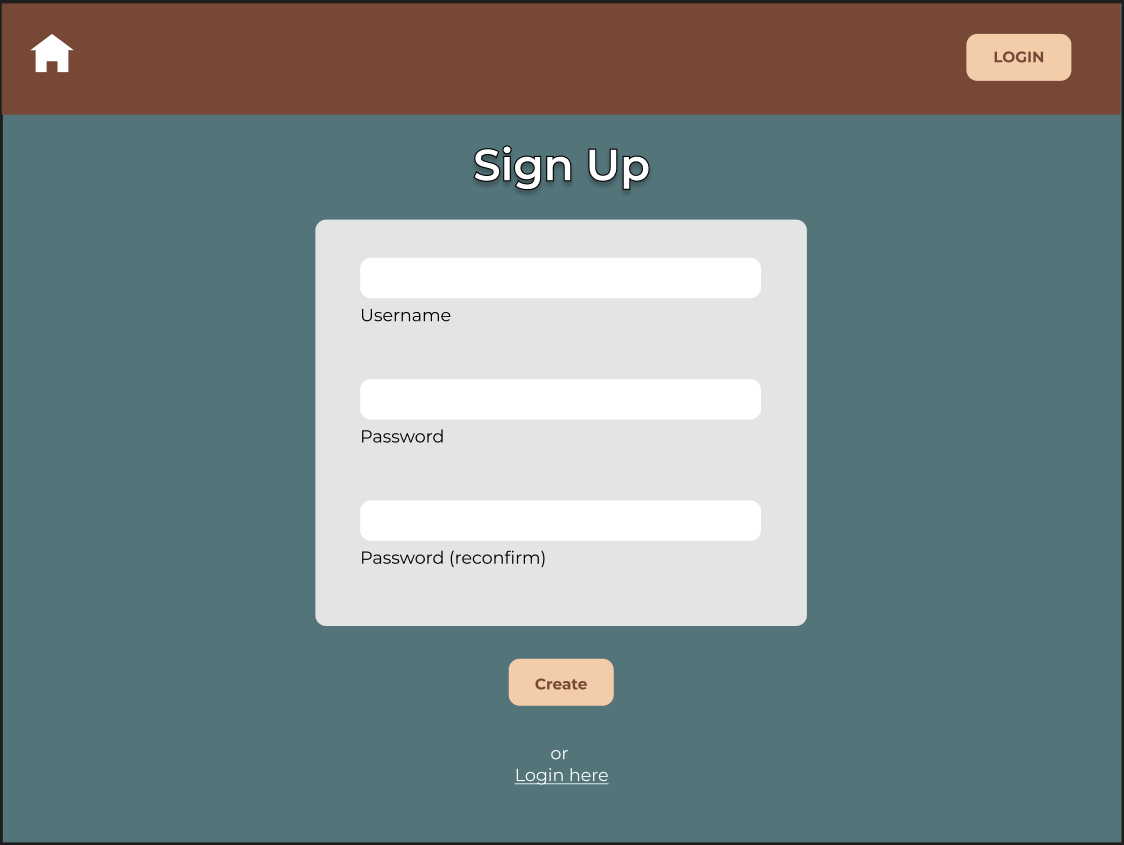 LOGIN
Sign Up
Username
Password
Password (reconfirm)
Create
or
Login here